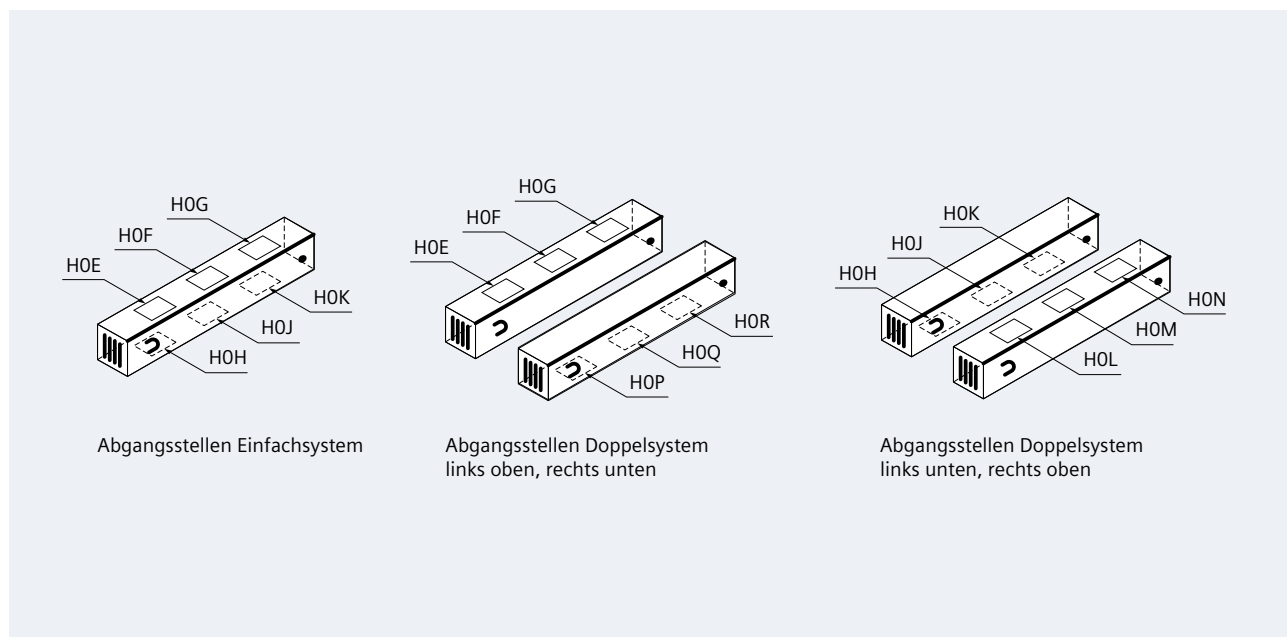 H0G
H0F
H0E
H0K
H0J
H0H
Abgangsstellen Einfachsystem
H0G
H0F
H0E
H0R
H0Q
H0P
Abgangsstellen Doppelsystem
links oben, rechts unten
H0K
H0J
H0H
H0N
H0M
H0L
Abgangsstellen Doppelsystem
links unten, rechts oben